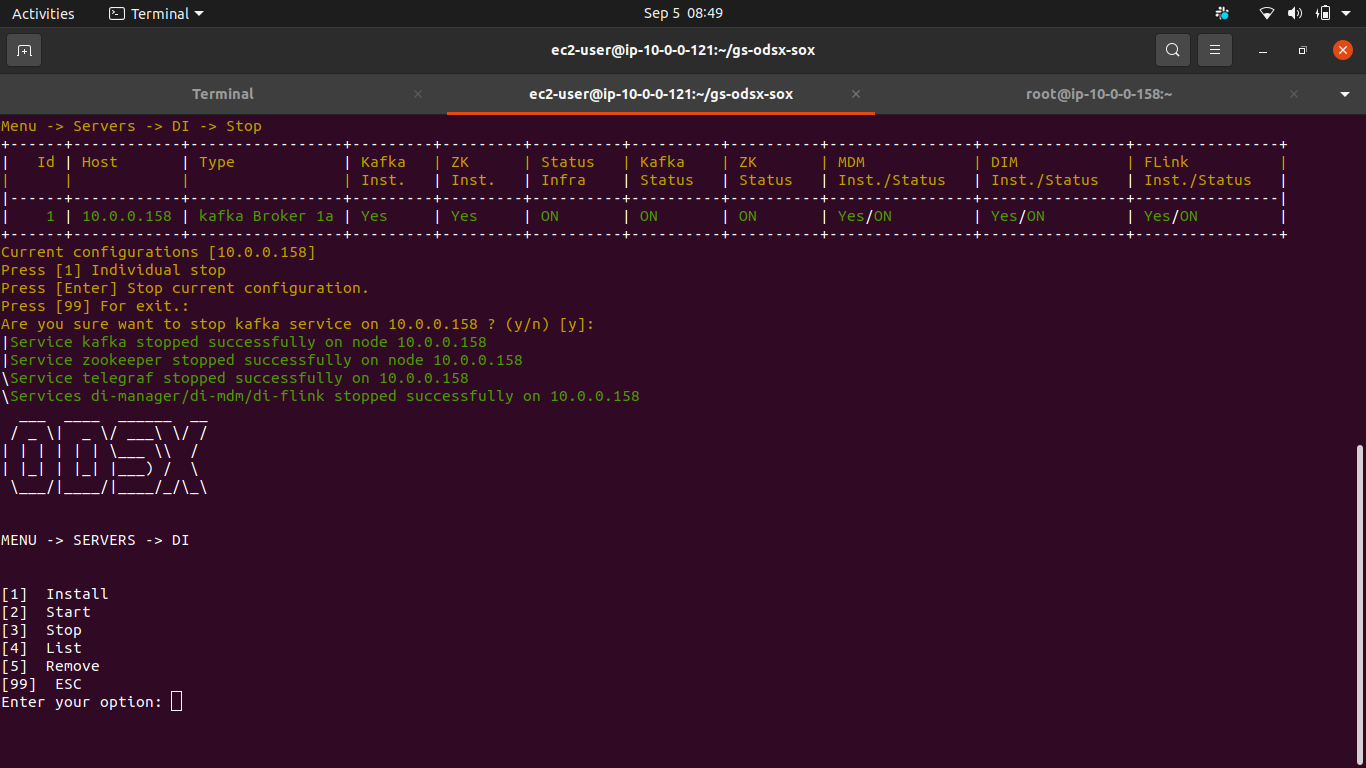 Activities Terminal Sep 5 08:49
ec2-user@ip-10-0-0-121:~/gs-odsx-sox
Terminal ec2-user@ip-10-0-0-121:~/gs-odsx-sox root@ip-10-0-0-158:~
Menu -> Servers -> DI -> Stop
+------+------------+-----------------+---------+---------+----------+----------+---------+----------------+----------------+----------------+
|   Id | Host       | Type            | Kafka   | ZK      | Status   | Kafka    | ZK      | MDM            | DIM            | FLink          |
|      |            |                 | Inst.   | Inst.   | Infra    | Status   | Status  | Inst./Status   | Inst./Status   | Inst./Status   |
|------+------------+-----------------+---------+---------+----------+----------+---------+----------------+----------------+----------------|
|    1 | 10.0.0.158 | kafka Broker 1a | Yes     | Yes     | ON       | ON       | ON      | Yes/ON         | Yes/ON         | Yes/ON         |
+------+------------+-----------------+---------+---------+----------+----------+---------+----------------+----------------+----------------+
Current configurations [10.0.0.158]
Press [1] Individual stop
Press [Enter] Stop current configuration.
Press [99] For exit.:
Are you sure want to stop kafka service on 10.0.0.158 ? (y/n) [y]:
|Service kafka stopped successfully on node 10.0.0.158
|Service zookeeper stopped successfully on node 10.0.0.158
\Service telegraf stopped successfully on 10.0.0.158
\Services di-manager/di-mdm/di-flink stopped successfully on 10.0.0.158
ODSX
MENU -> SERVERS -> DI
[1]  Install
[2]  Start
[3]  Stop
[4]  List
[5]  Remove
[99]  ESC
Enter your option: